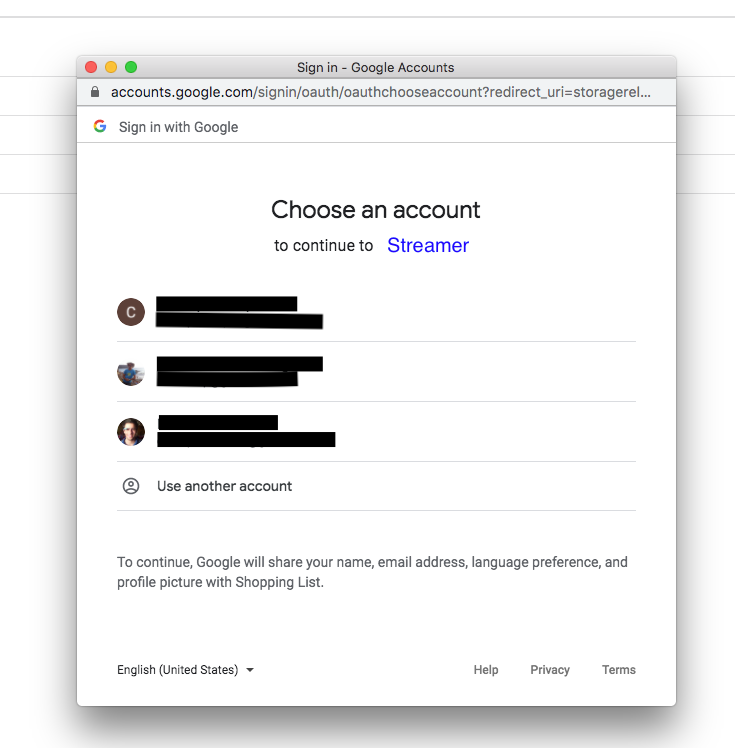 Sign in - Google Accounts
accounts.google.com/signin/oauth/oauthchooseaccount?redirect_uri=storagerel...
Sign in with Google
Choose an account
to continue to Streamer
C
Use another account
To continue, Google will share your name, email address, language preference, and
profile picture with Shopping List.
English (United States)
Help Privacy Terms